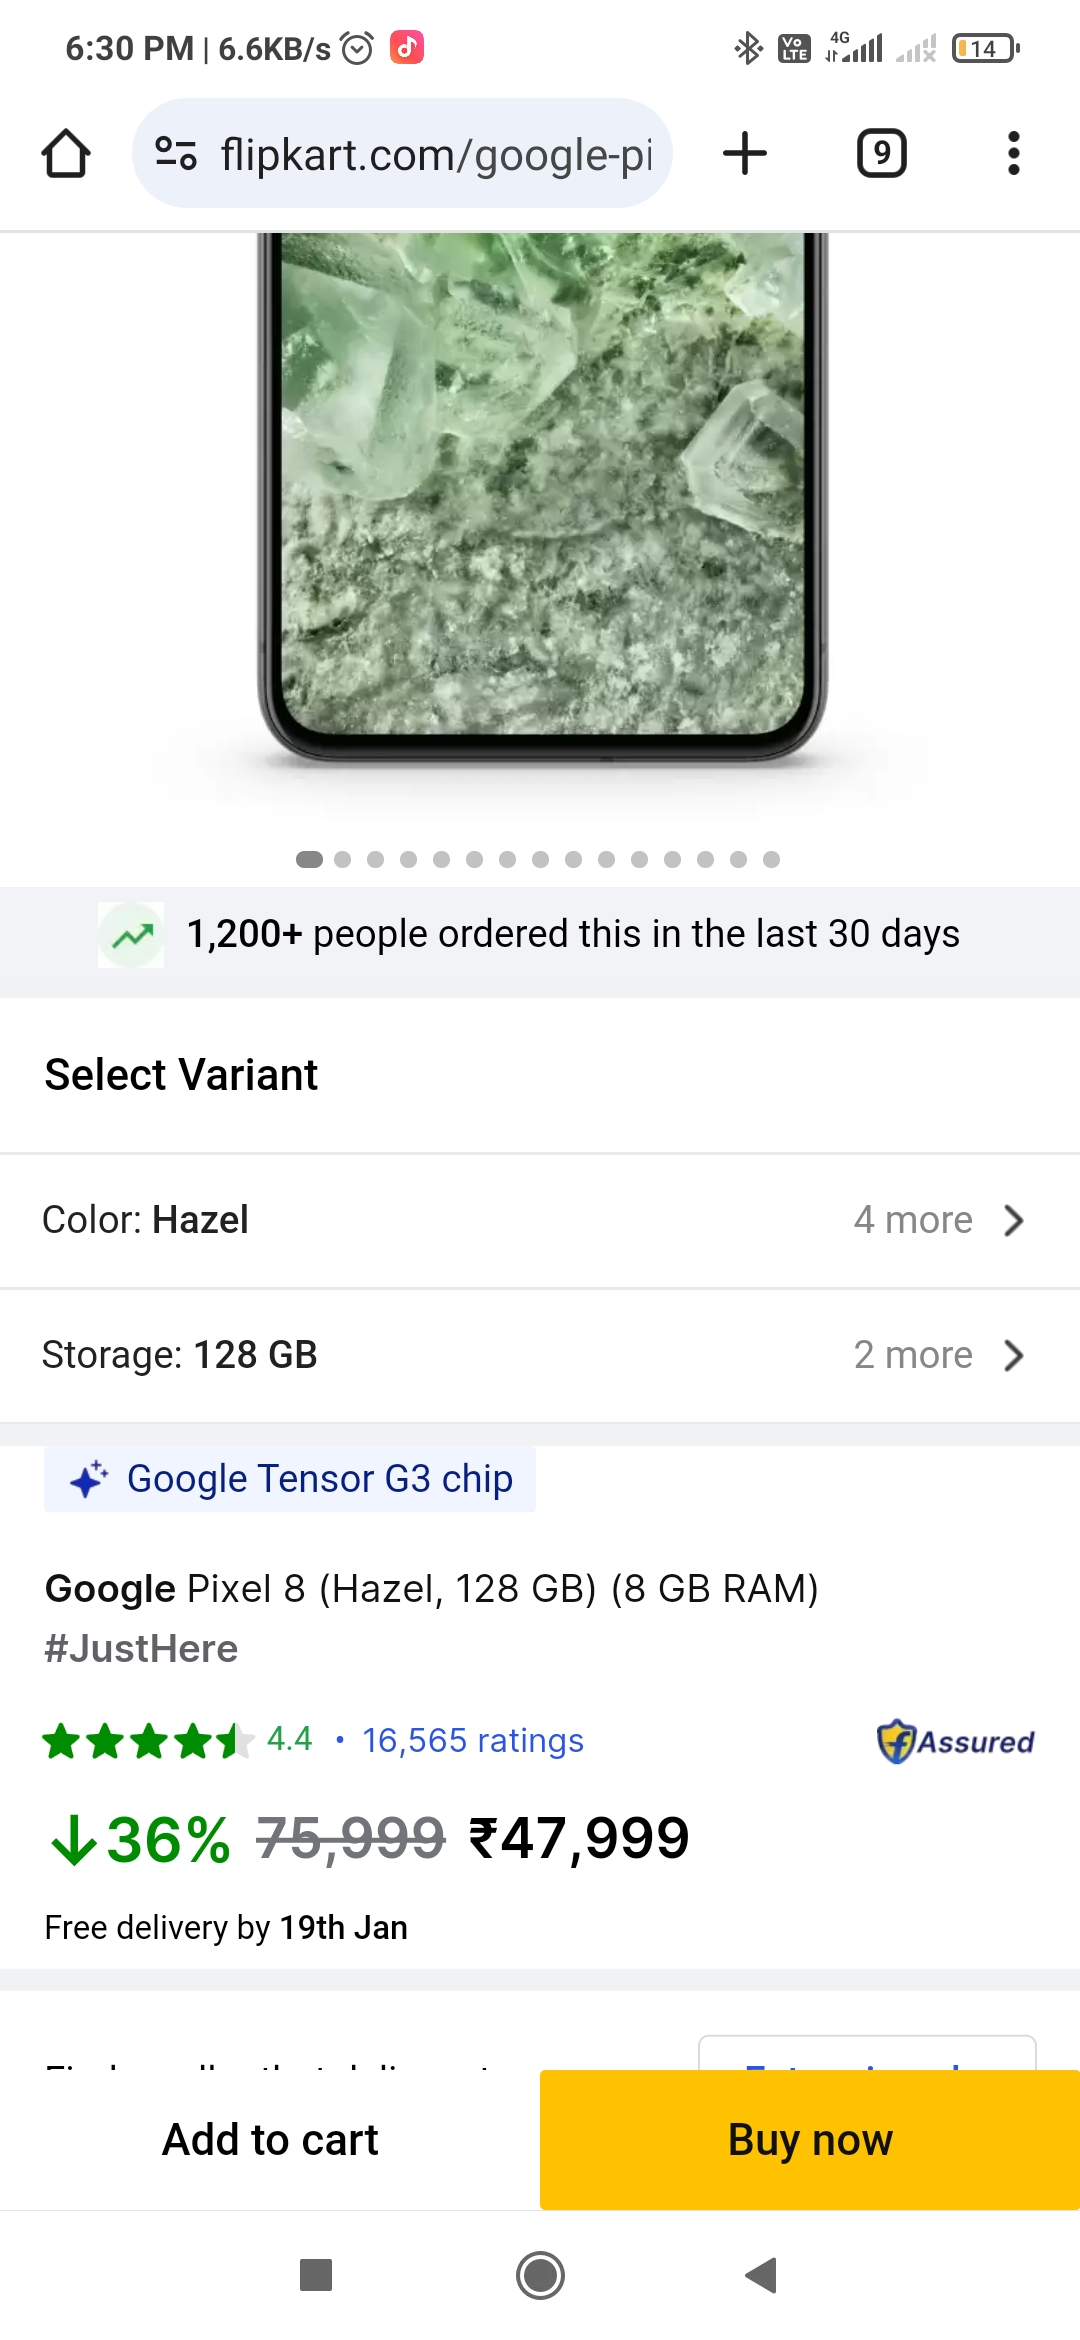 6:30 PM | 6.6KB/s
Vo LTE 4G 14
flipkart.com/google-pi
9
1,200+ people ordered this in the last 30 days
Select Variant
Color: Hazel 4 more
Storage: 128 GB 2 more
Google Tensor G3 chip
Google Pixel 8 (Hazel, 128 GB) (8 GB RAM)
#JustHere
4.4 • 16,565 ratings
Assured
↓36% 75,999 ₹47,999
Free delivery by 19th Jan
Add to cart
Buy now